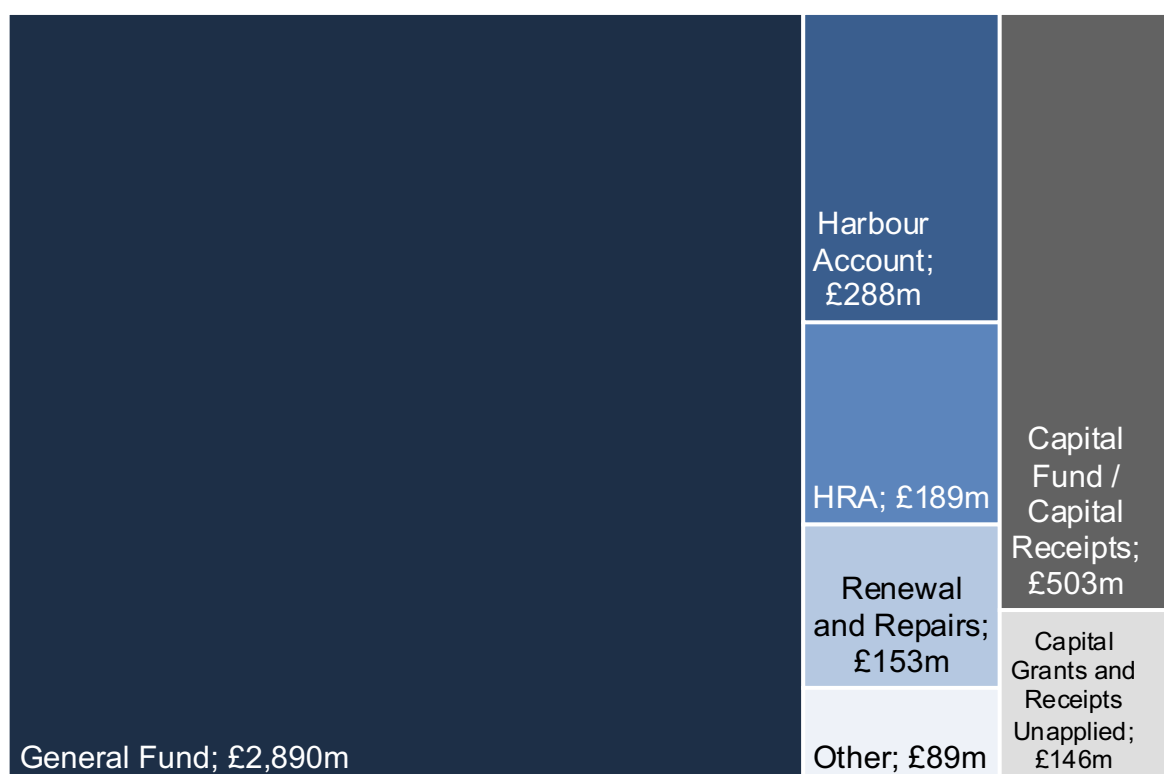 General Fund; £2,890m
Harbour
Account;
£288m
HRA; £189m
Renewal
and Repairs;
£153m
Other; £89m
Capital
Fund /
Capital
Receipts;
£503m
Capital
Grants and
Receipts
Unapplied;
£146m